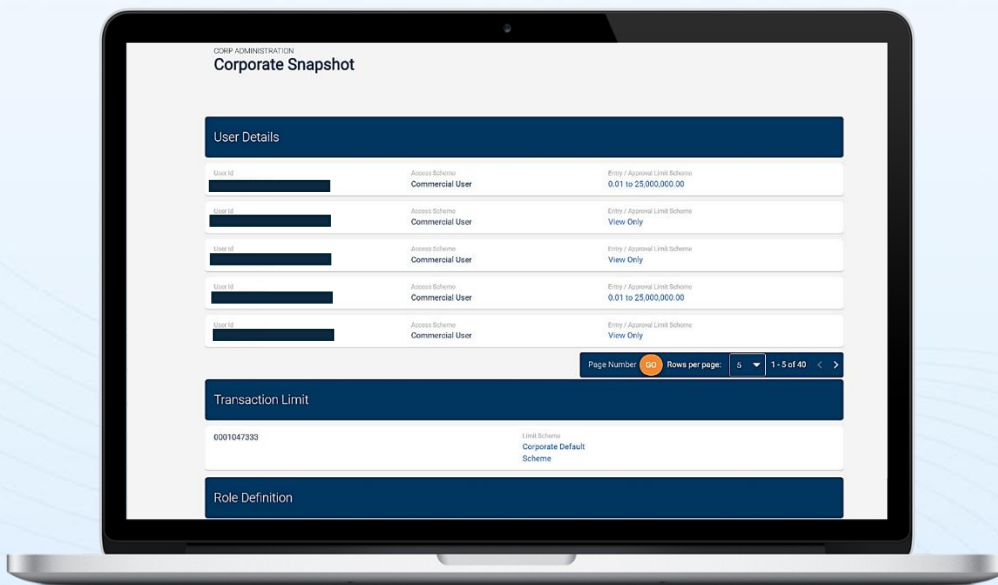 CORP ADMINISTRATION
Corporate Snapshot
User Details
User Id Access Scheme Entry / Approval Limit Scheme
Commercial User 0.01 to 25,000,000.00
User Id Access Scheme Entry / Approval Limit Scheme
Commercial User View Only
User Id Access Scheme Entry / Approval Limit Scheme
Commercial User View Only
User Id Access Scheme Entry / Approval Limit Scheme
Commercial User 0.01 to 25,000,000.00
User Id Access Scheme Entry / Approval Limit Scheme
Commercial User View Only
Page Number GO Rows per page: 5 1 - 5 of 40
Transaction Limit
0001047333 Limit Scheme
Corporate Default
Scheme
Role Definition